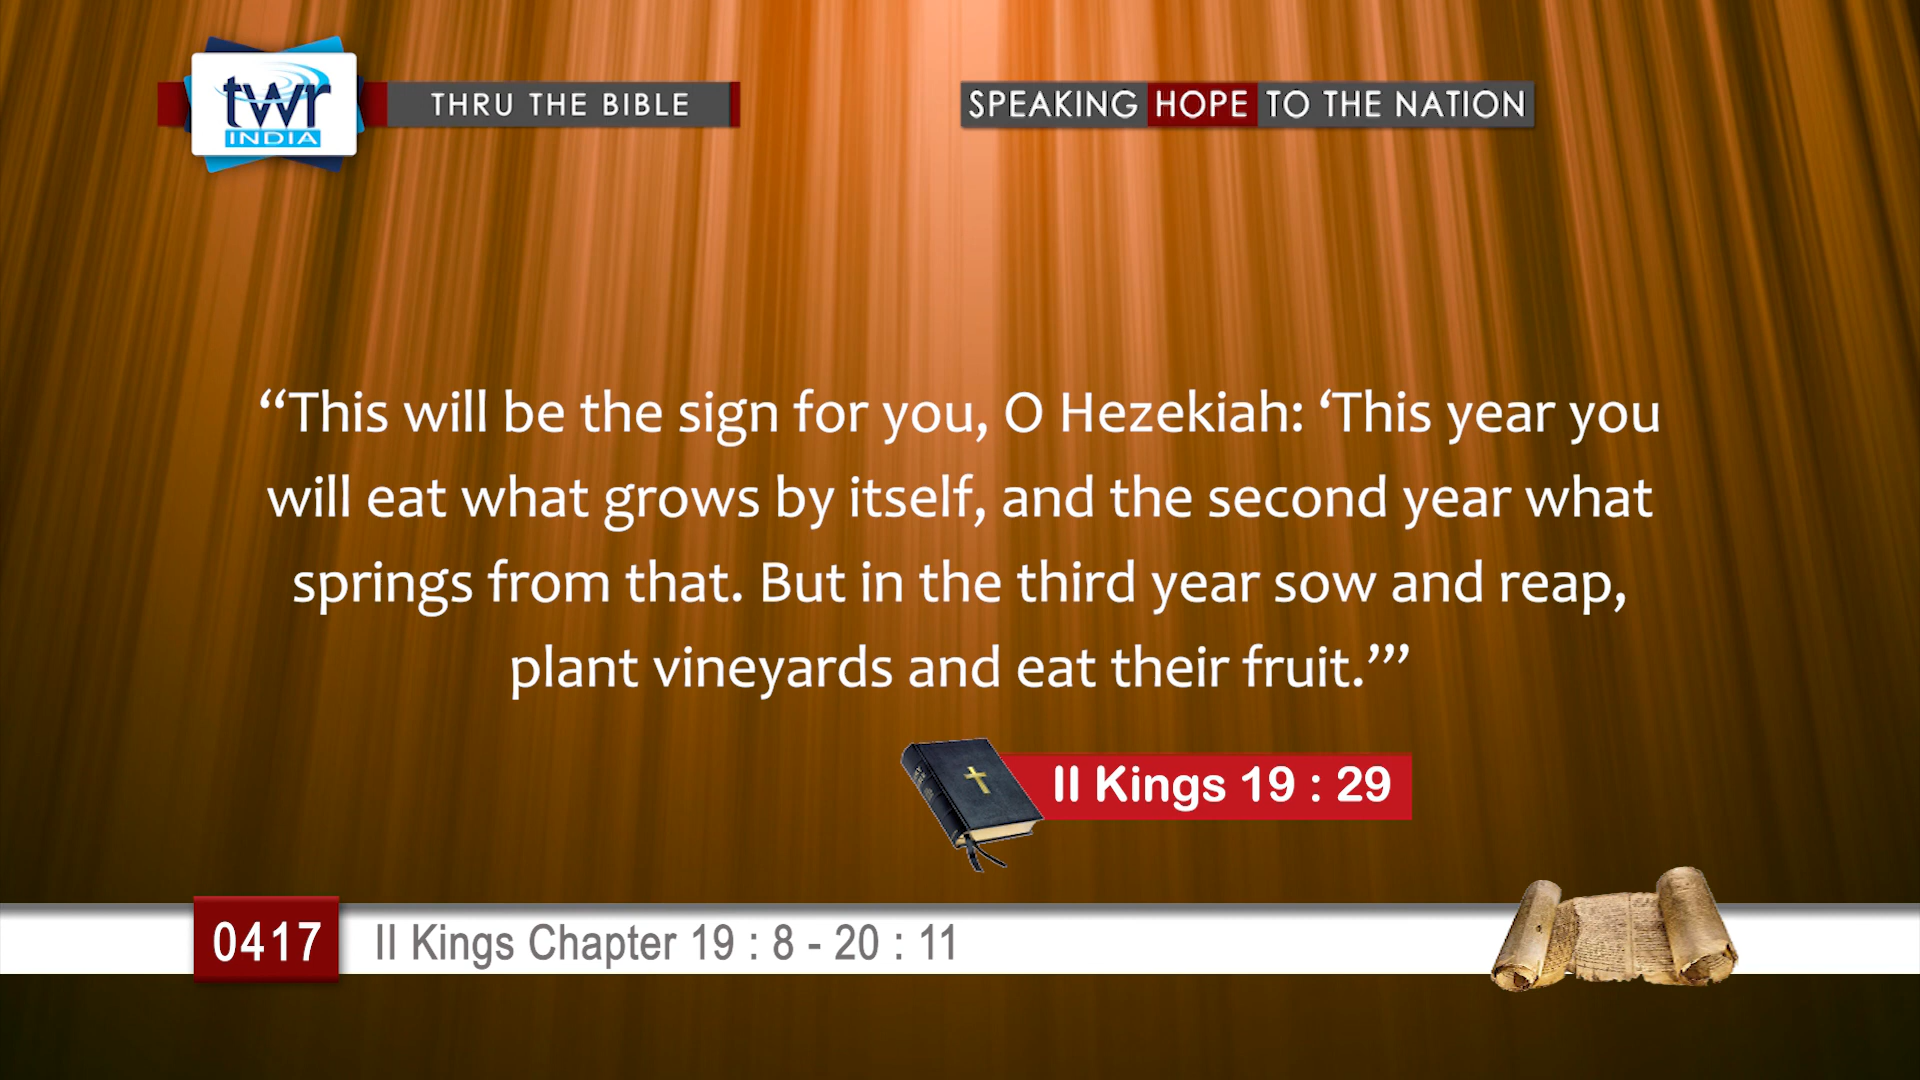 twr
INDIA
THRU THE BIBLE
SPEAKING HOPE TO THE NATION
“This will be the sign for you, O Hezekiah: ‘This year you
will eat what grows by itself, and the second year what
springs from that. But in the third year sow and reap,
plant vineyards and eat their fruit.’”
II Kings 19 : 29
0417
II Kings Chapter 19 : 8 - 20 : 11